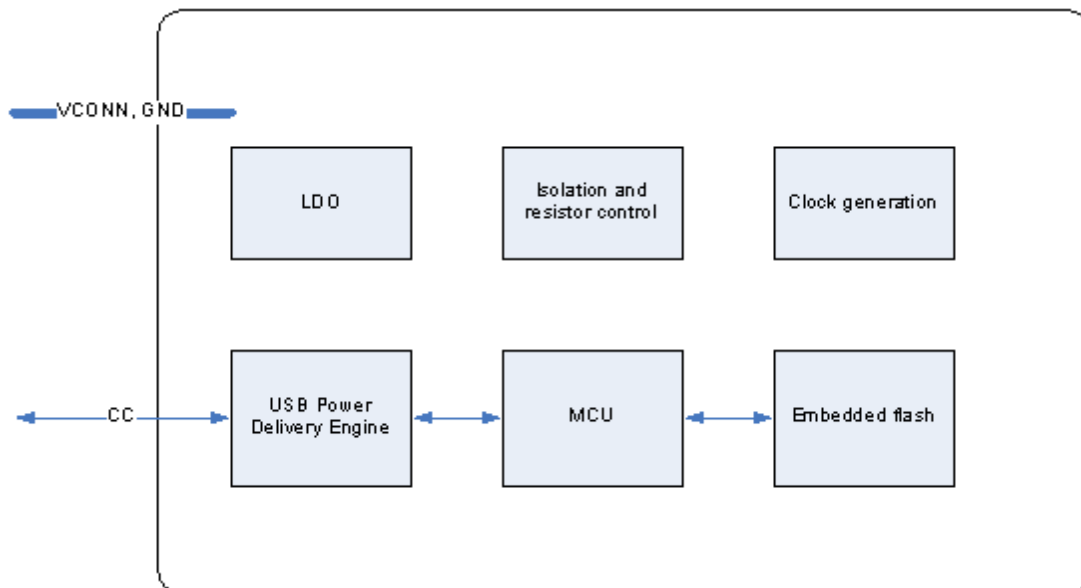 VCONN, GND
LDO
Isolation and
resistor control
Clock generation
CC
USB Power
Delivery Engine
MCU
Embedded flash